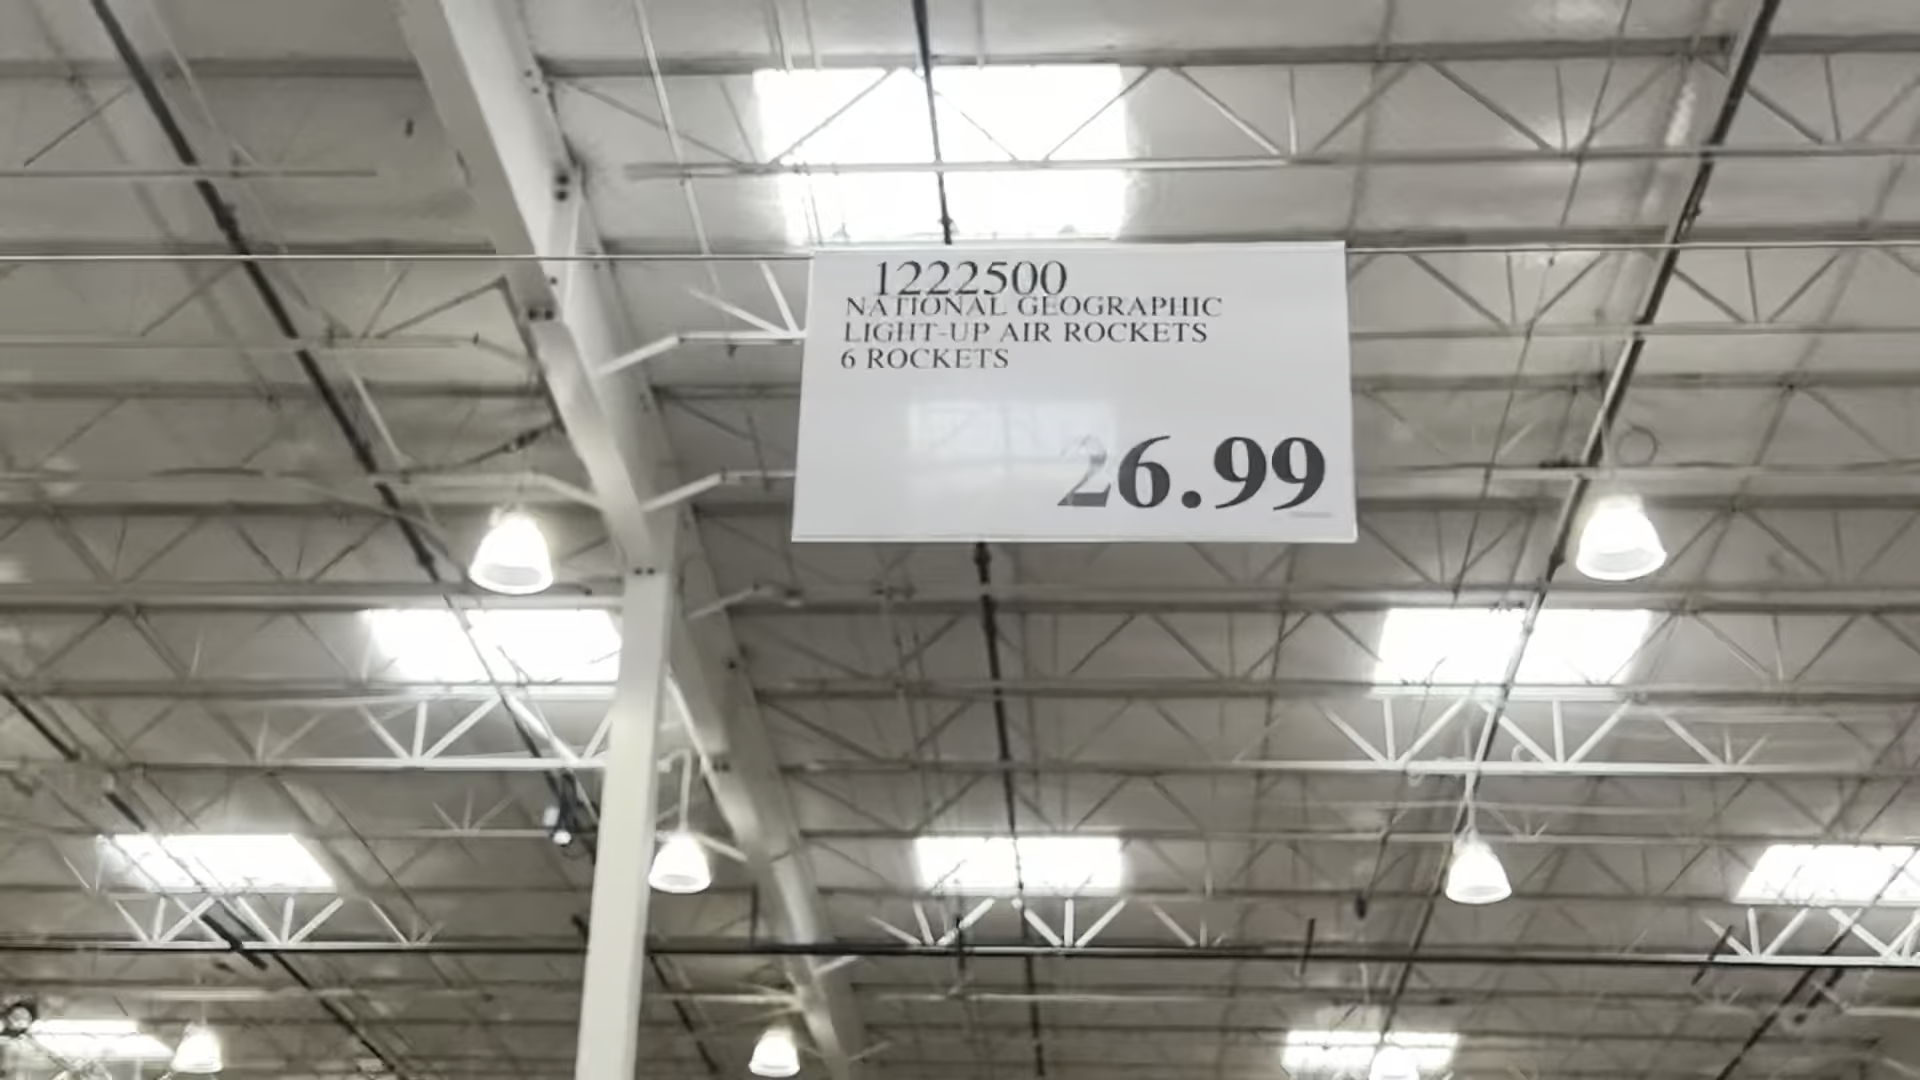 1222500
NATIONAL GEOGRAPHIC
LIGHT-UP AIR ROCKETS
6 ROCKETS
26.99